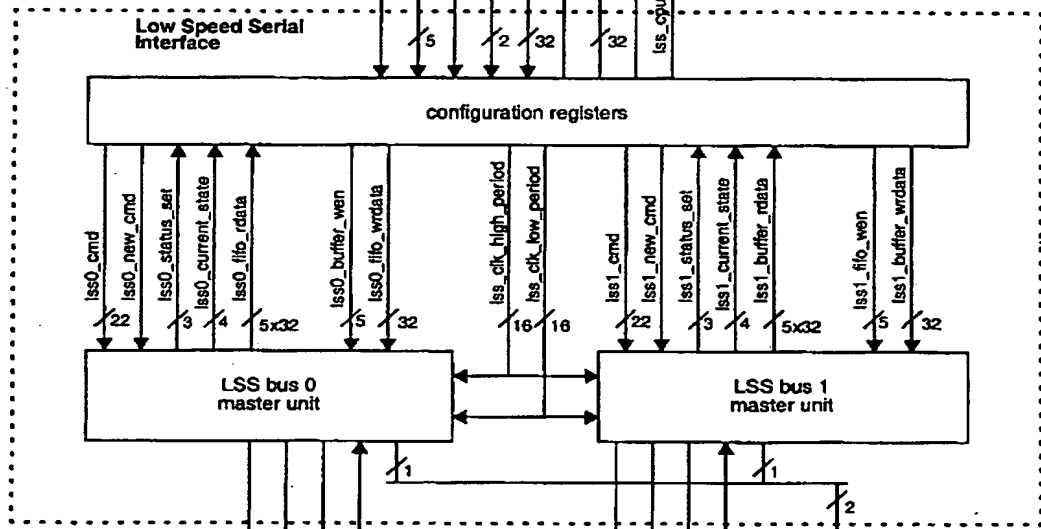 Low Speed Serial
Interface
5
2
32
32
configuration registers
lss0_cmd
lss0_new_cmd
lss0_status_set
lss0_current_state
lss0_fifo_rdata
lss0_buffer_wen
lss0_fifo_wrdata
lss_clk_high_period
lss_clk_low_period
lss1_cmd
lss1_new_cmd
lss1_status_set
lss1_current_state
lss1_buffer_rdata
lss1_fifo_wen
lss1_buffer_wrdata
22
3
4
5x32
5
32
16
16
22
3
4
5x32
5
32
LSS bus 0
master unit
LSS bus 1
master unit
1
1
2